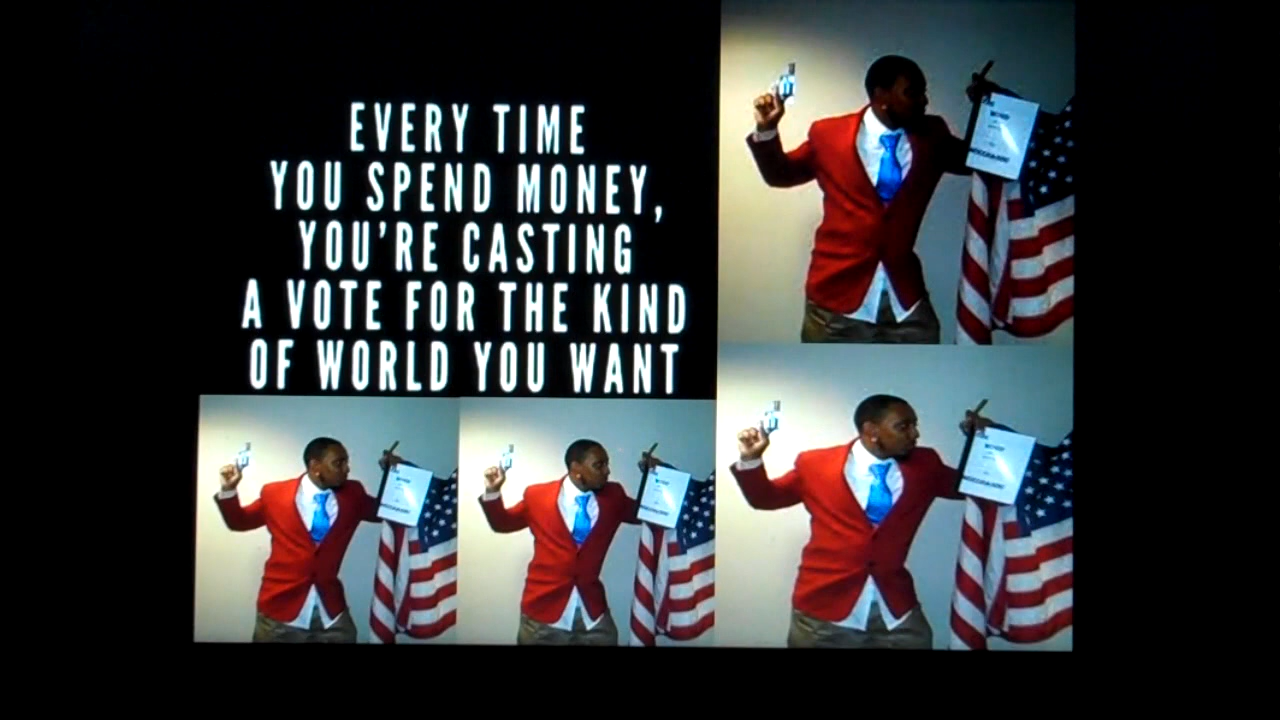 EVERY TIME
YOU SPEND MONEY,
YOU'RE CASTING
A VOTE FOR THE KIND
OF WORLD YOU WANT